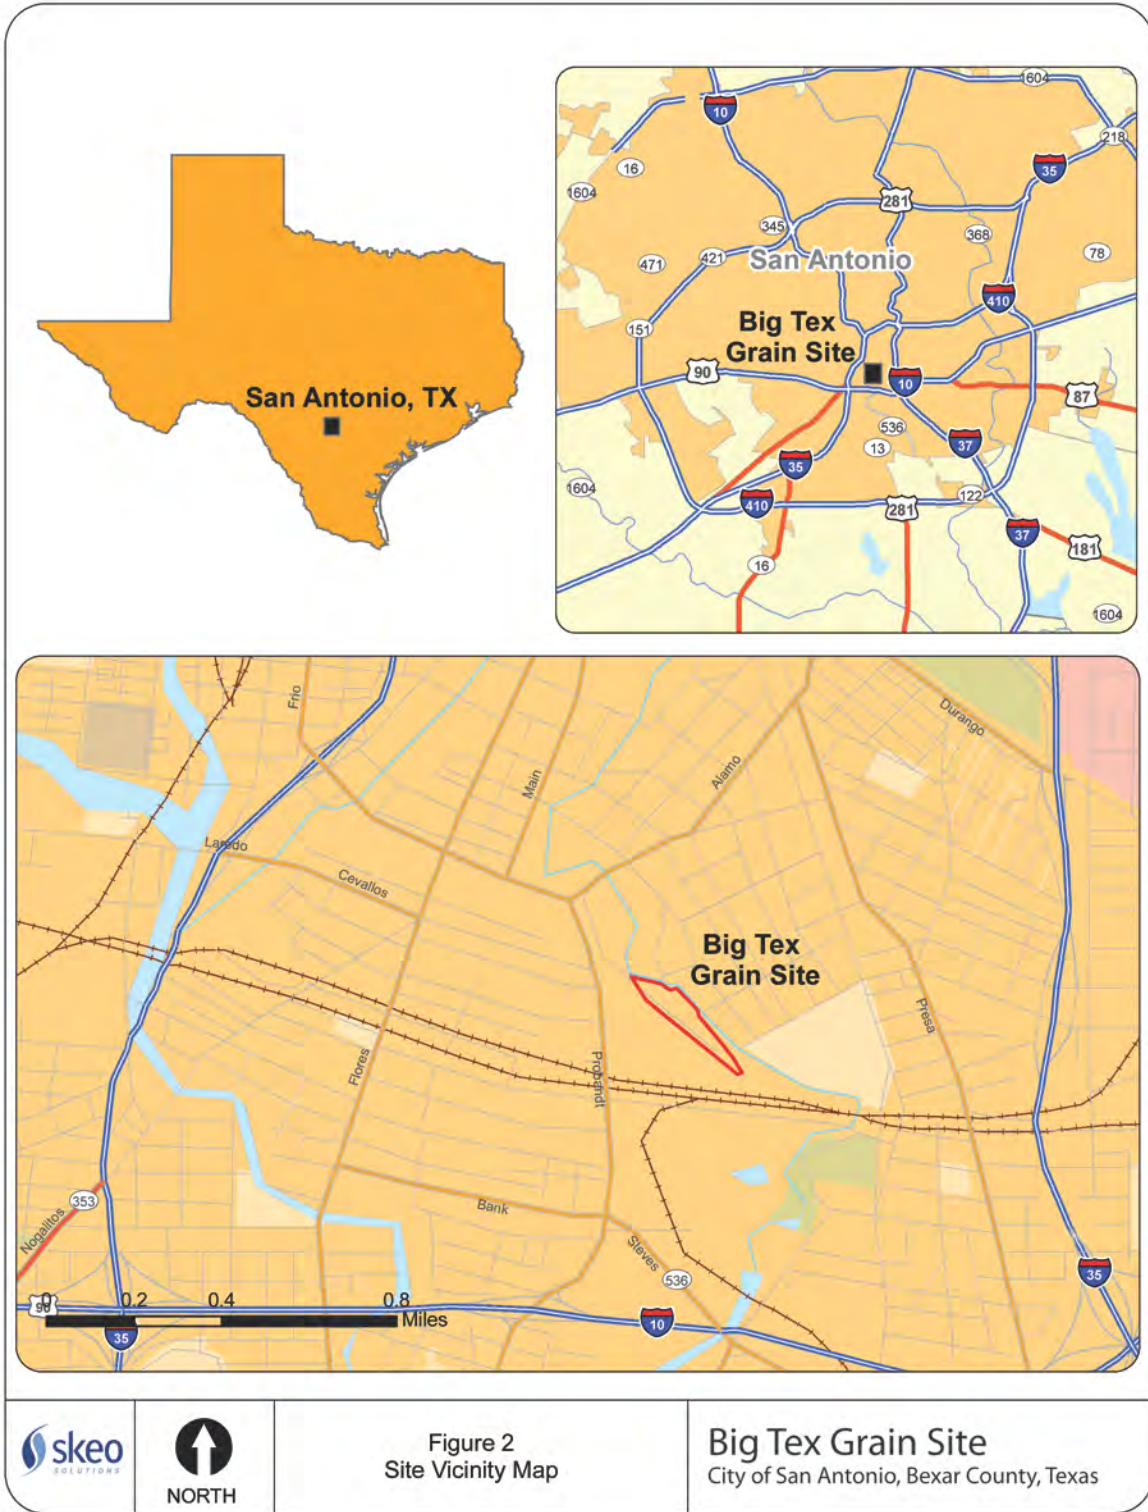 San Antonio, TX
1604
10
218
16
35
1604
281
345
368
421
471
San Antonio
78
410
151
Big Tex
Grain Site
90
10
87
536
13
37
35
1604
122
410
281
37
181
16
1604
Frio
Durango
Main
Alamo
Laredo
Cevallos
Big Tex
Grain Site
Presa
Flores
Probandt
353
Nogalitos
Bank
Steves
536
35
0 0.2 0.4 0.8
90
Miles
10
35
skeo
SOLUTIONS
NORTH
Figure 2
Site Vicinity Map
Big Tex Grain Site
City of San Antonio, Bexar County, Texas